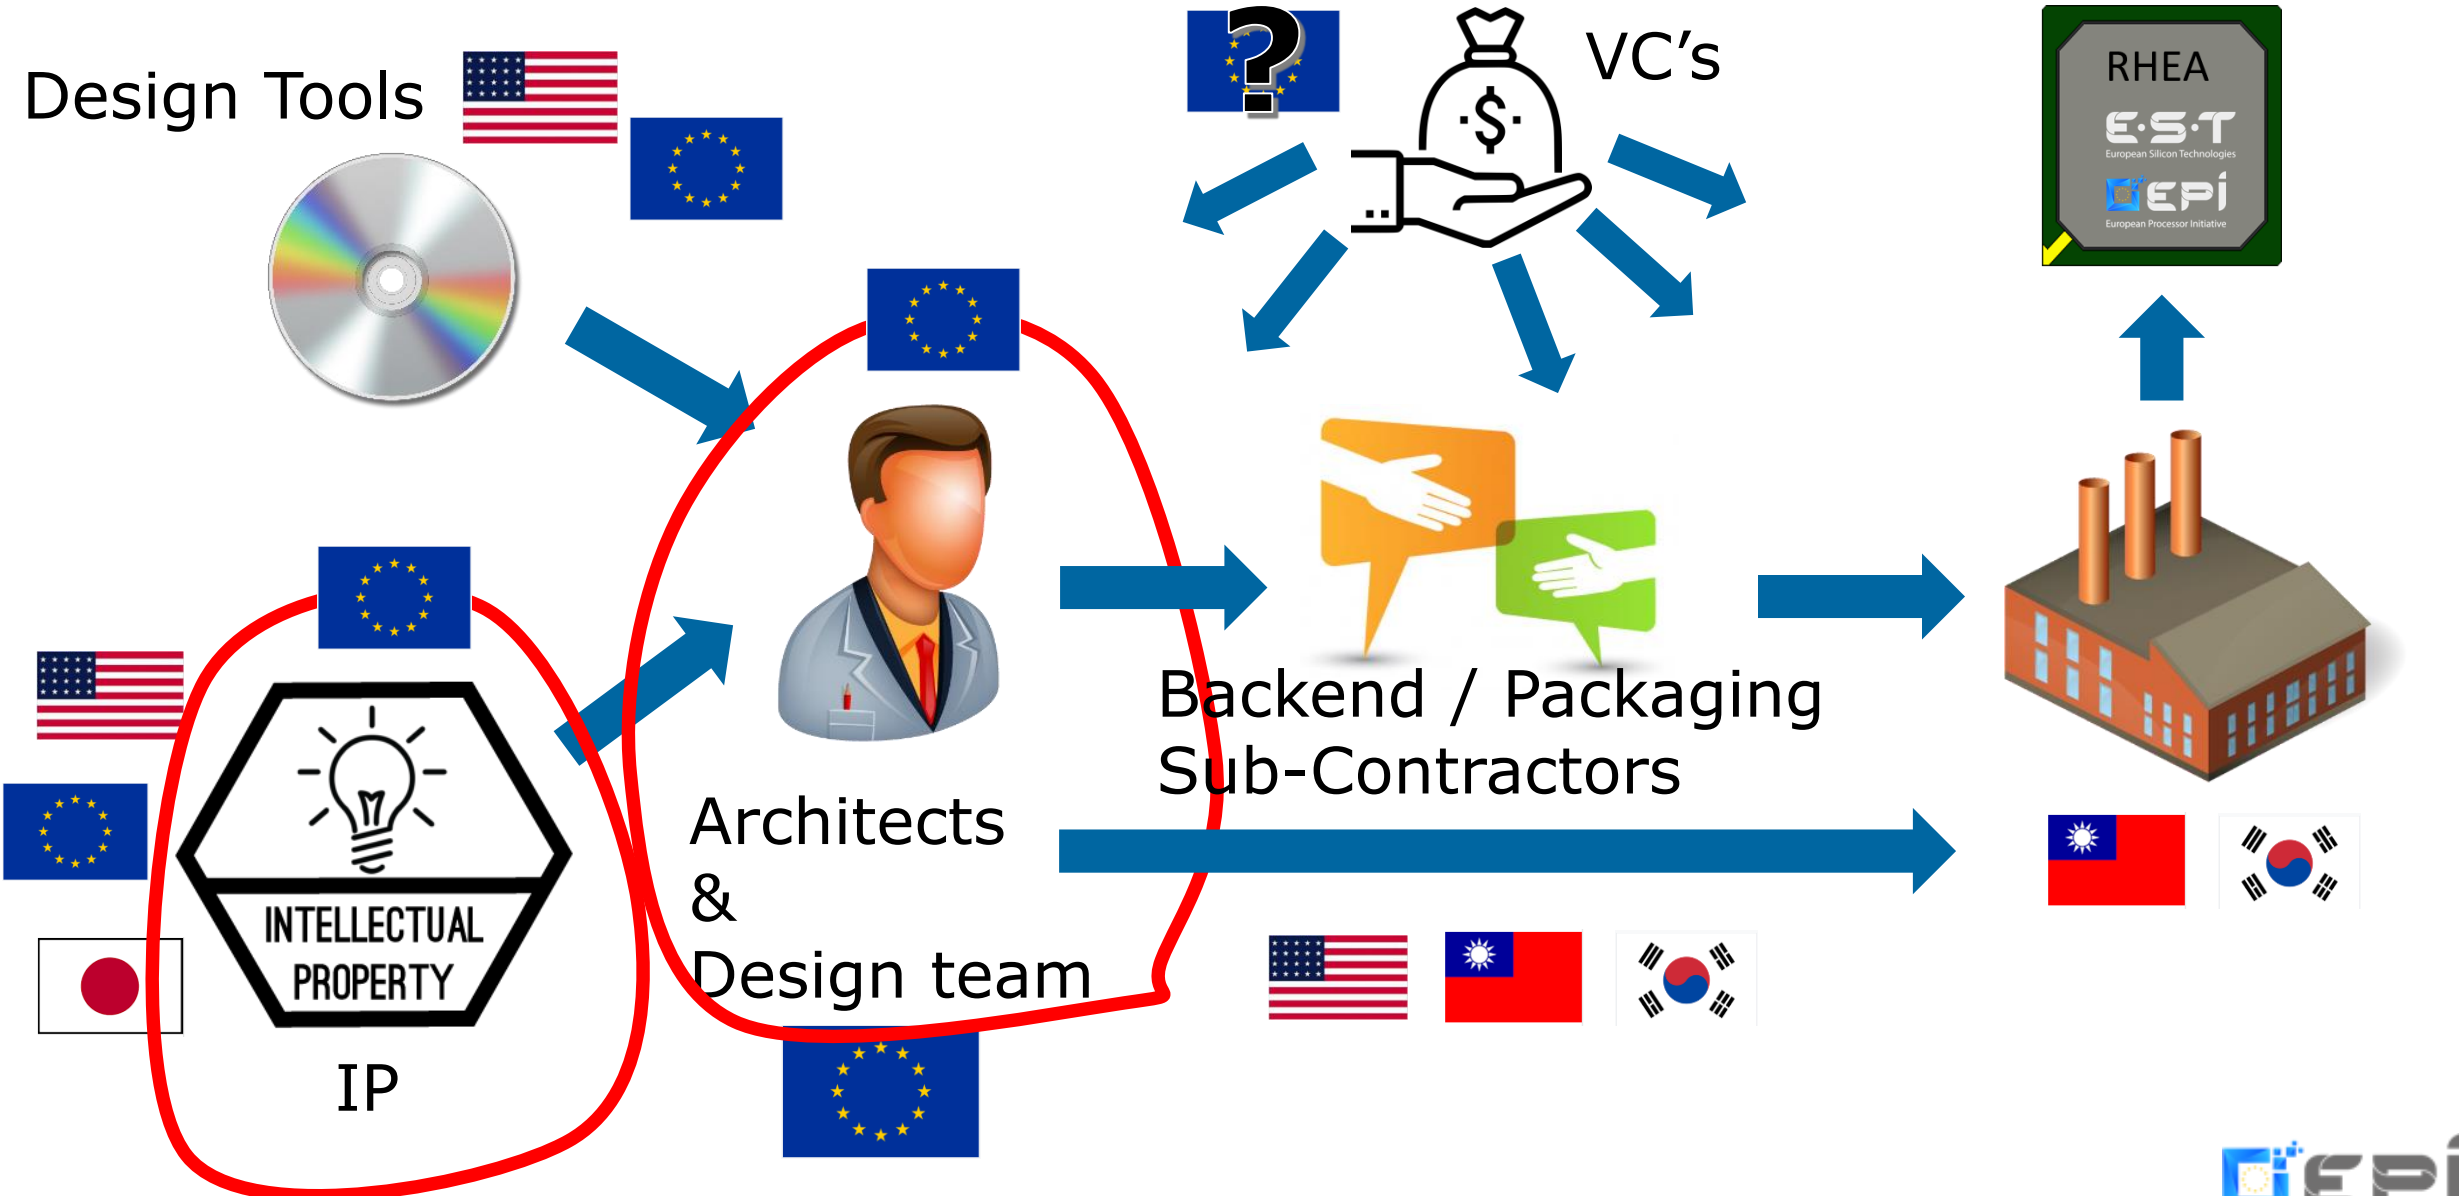 Design Tools
?
$
VC’s
RHEA
E·S·T
European Silicon Technologies
EPI
European Processor Initiative
INTELLECTUAL
PROPERTY
IP
Architects
&
Design team
Backend / Packaging
Sub-Contractors
EPI